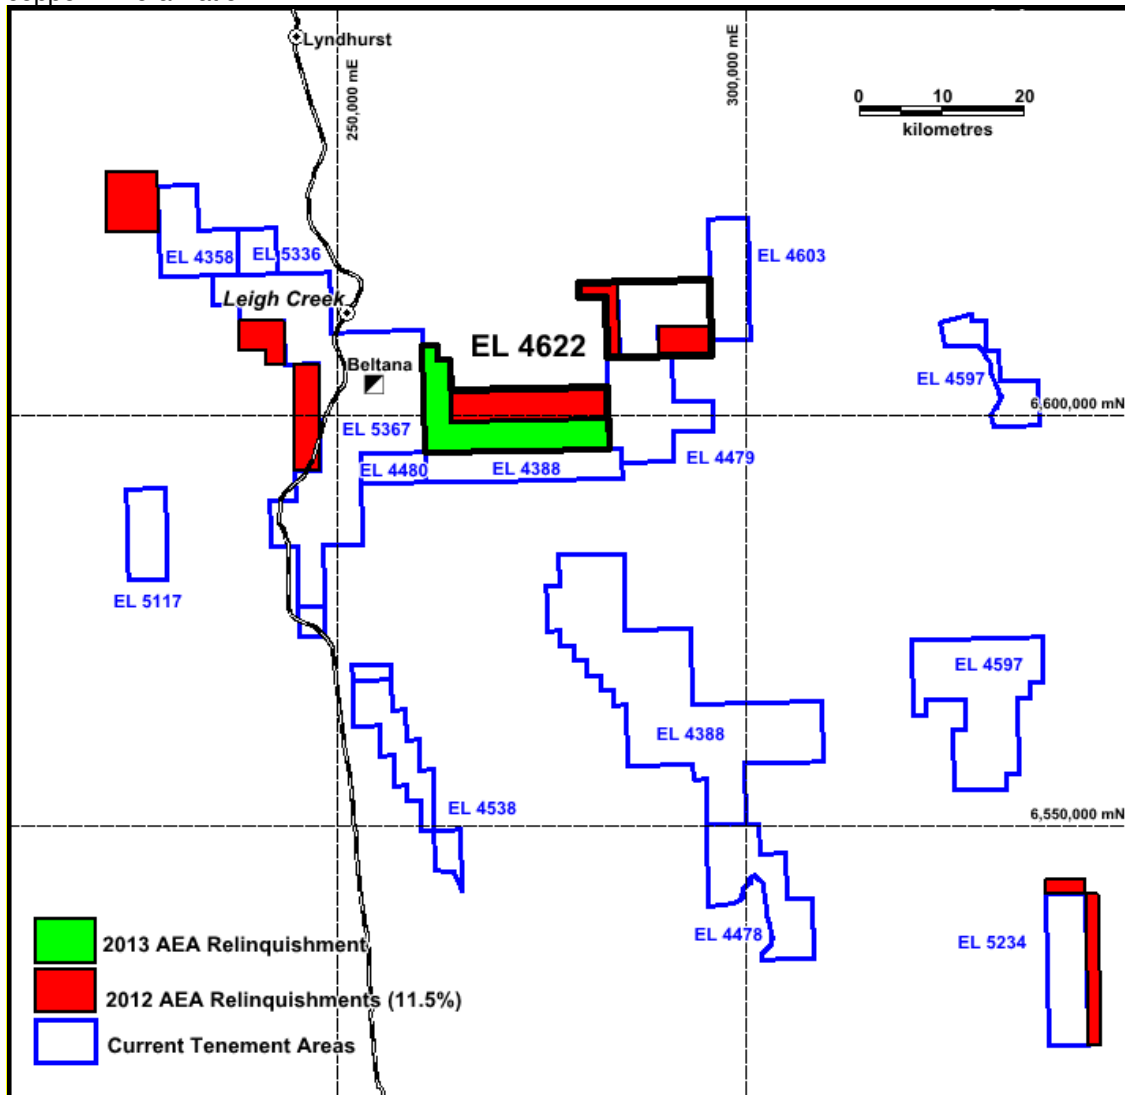 Lyndhurst
250,000 mE
300,000 mE
0 10 20
kilometres
EL 4358
EL 5336
EL 4603
Leigh Creek
EL 4622
Beltana
EL 4597
6,600,000 mN
EL 5367
EL 4480
EL 4388
EL 4479
EL 5117
EL 4597
EL 4388
EL 4538
6,550,000 mN
EL 4478
EL 5234
2013 AEA Relinquishment
2012 AEA Relinquishments (11.5%)
Current Tenement Areas